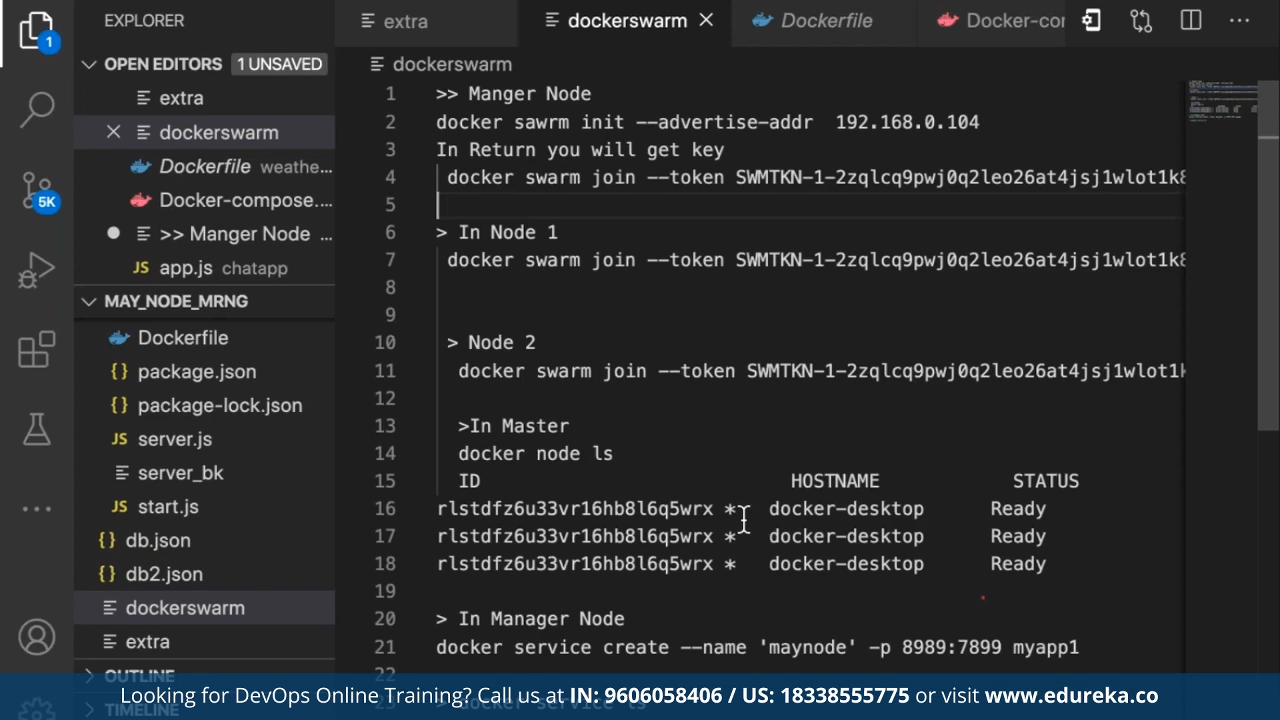 EXPLORER
extra
dockerswarm
Dockerfile
Docker-cor
1
OPEN EDITORS
1 UNSAVED
extra
dockerswarm
Dockerfile weathe...
Docker-compose....
>> Manger Node ...
JS app.js chatapp
5K
MAY_NODE_MRNG
Dockerfile
{} package.json
{} package-lock.json
JS server.js
server_bk
JS start.js
{} db.json
{} db2.json
dockerswarm
extra
OUTLINE
TIMELINE
dockerswarm
1 >> Manger Node
2 docker sawrm init --advertise-addr 192.168.0.104
3 In Return you will get key
4 docker swarm join --token SWMTKN-1-2zqlcq9pwj0q2leo26at4jsj1wlot1k8
5
6 > In Node 1
7 docker swarm join --token SWMTKN-1-2zqlcq9pwj0q2leo26at4jsj1wlot1k8
8
9
10 > Node 2
11 docker swarm join --token SWMTKN-1-2zqlcq9pwj0q2leo26at4jsj1wlot1k
12
13 >In Master
14 docker node ls
15 ID HOSTNAME STATUS
16 rlstdfz6u33vr16hb8l6q5wrx * docker-desktop Ready
17 rlstdfz6u33vr16hb8l6q5wrx * docker-desktop Ready
18 rlstdfz6u33vr16hb8l6q5wrx * docker-desktop Ready
19
20 > In Manager Node
21 docker service create --name 'maynode' -p 8989:7899 myapp1
22
23 > docker service ls
Looking for DevOps Online Training? Call us at IN: 9606058406 / US: 18338555775 or visit www.edureka.co